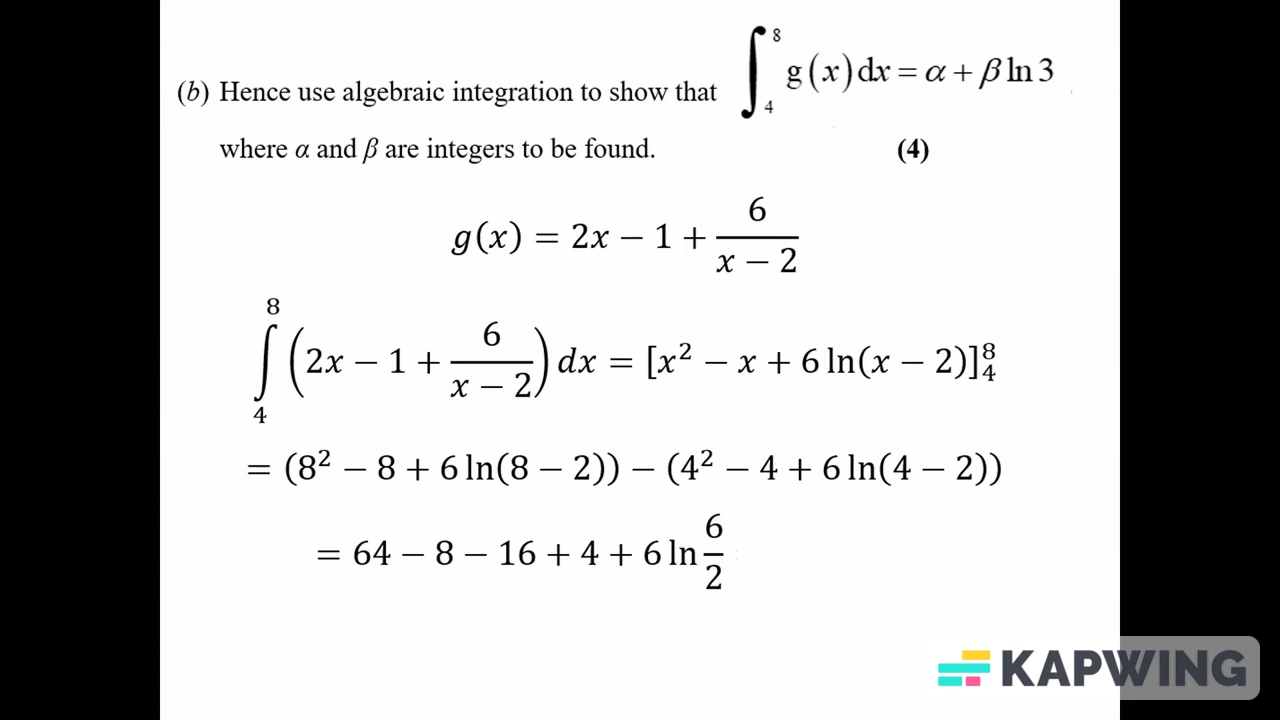 (b) Hence use algebraic integration to show that ∫₄⁸ g(x)dx = α + β ln 3
where α and β are integers to be found. (4)
g(x) = 2x − 1 + 6/(x − 2)
∫₄⁸ (2x − 1 + 6/(x − 2)) dx = [x² − x + 6 ln(x − 2)]₄⁸
= (8² − 8 + 6 ln(8 − 2)) − (4² − 4 + 6 ln(4 − 2))
= 64 − 8 − 16 + 4 + 6 ln 6/2
KAPWING